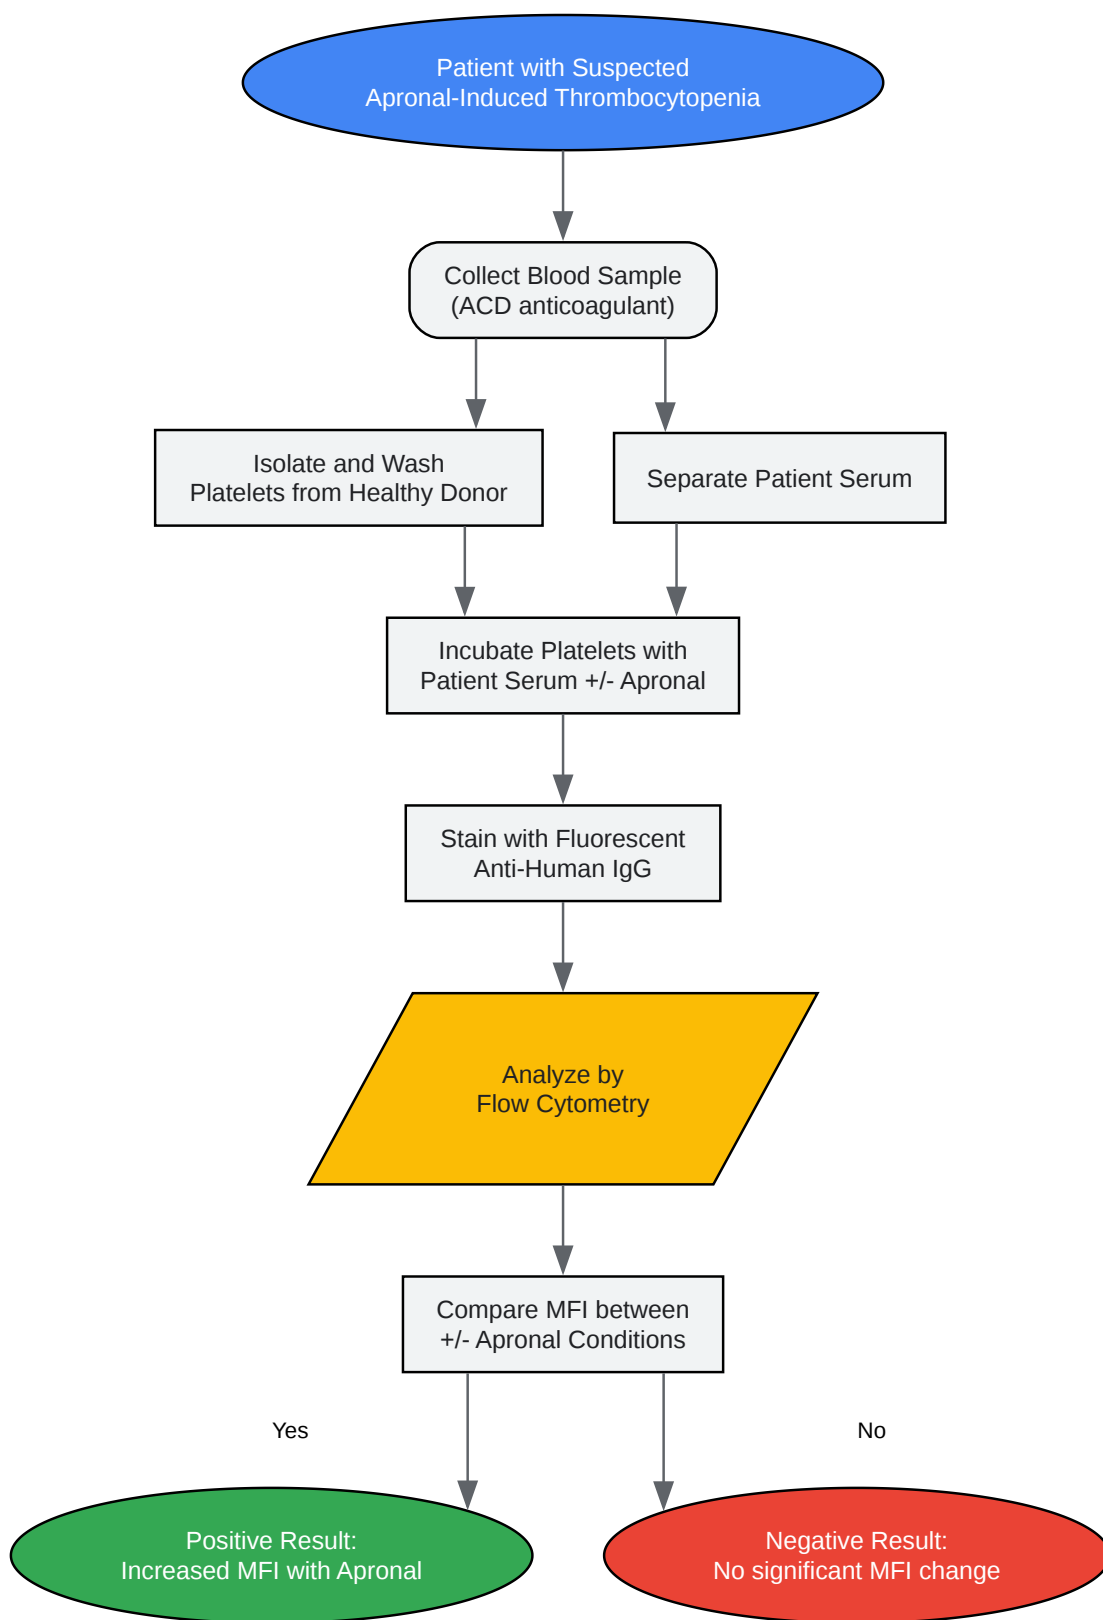 Patient with Suspected
Apronal-Induced Thrombocytopenia
Collect Blood Sample
(ACD anticoagulant)
Isolate and Wash
Platelets from Healthy Donor
Separate Patient Serum
Incubate Platelets with
Patient Serum +/- Apronal
Stain with Fluorescent
Anti-Human IgG
Analyze by
Flow Cytometry
Compare MFI between
+/- Apronal Conditions
Yes
No
Positive Result:
Increased MFI with Apronal
Negative Result:
No significant MFI change